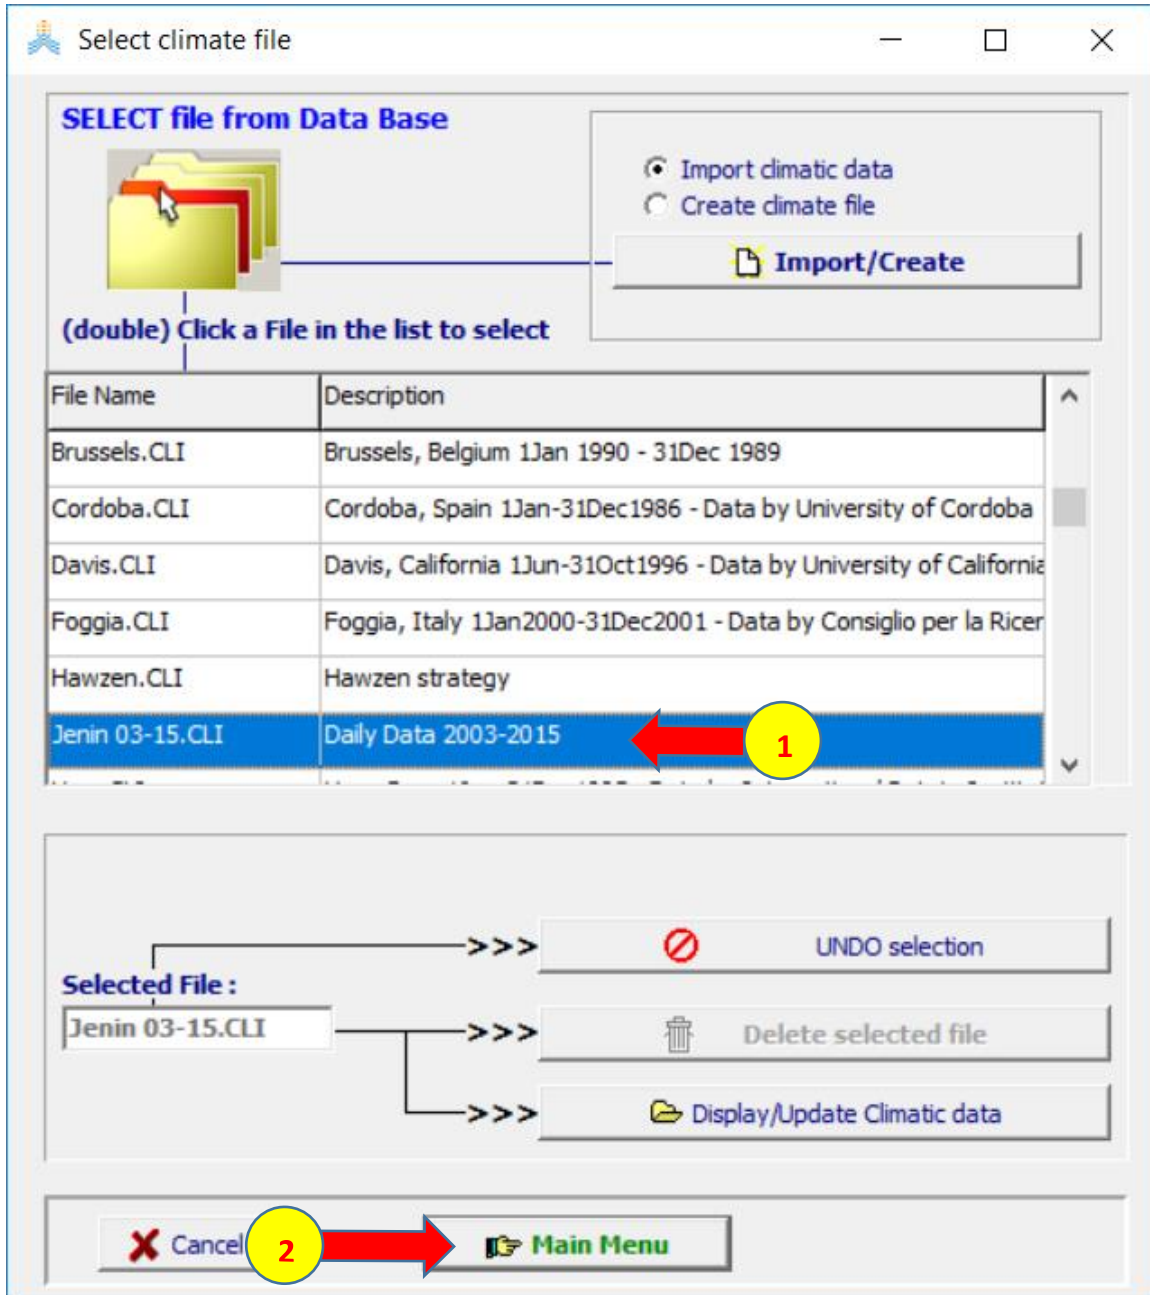 Select climate file
SELECT file from Data Base
Import climatic data
Create climate file
Import/Create
(double) Click a File in the list to select
File Name Description
Brussels.CLI Brussels, Belgium 1Jan 1990 - 31Dec 1989
Cordoba.CLI Cordoba, Spain 1Jan-31Dec1986 - Data by University of Cordoba
Davis.CLI Davis, California 1Jun-31Oct1996 - Data by University of California
Foggia.CLI Foggia, Italy 1Jan2000-31Dec2001 - Data by Consiglio per la Ricer
Hawzen.CLI Hawzen strategy
Jenin 03-15.CLI Daily Data 2003-2015
1
>>> UNDO selection
Selected File :
Jenin 03-15.CLI
>>> Delete selected file
>>> Display/Update Climatic data
Cancel 2 Main Menu